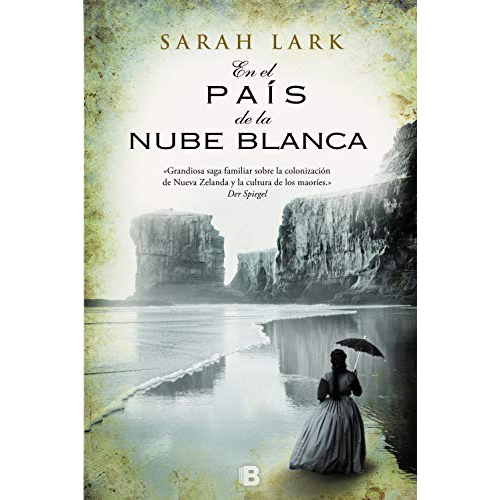 SARAH LARK
En el
PAÍS
de la
NUBE BLANCA
«Grandiosa saga familiar sobre la colonización
de Nueva Zelanda y la cultura de los maoríes.»
Der Spiegel
B